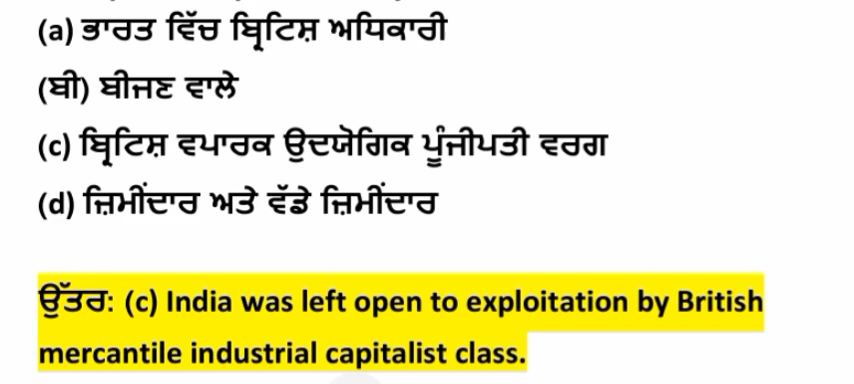 (a) ਭਾਰਤ ਵਿੱਚ ਬ੍ਰਿਟਿਸ਼ ਅਧਿਕਾਰੀ
(ਬੀ) ਬੀਜਣ ਵਾਲੇ
(c) ਬ੍ਰਿਟਿਸ਼ ਵਪਾਰਕ ਉਦਯੋਗਿਕ ਪੂੰਜੀਪਤੀ ਵਰਗ
(d) ਜ਼ਿਮੀਂਦਾਰ ਅਤੇ ਵੱਡੇ ਜ਼ਿਮੀਂਦਾਰ
ਉੱਤਰ: (c) India was left open to exploitation by British
mercantile industrial capitalist class.